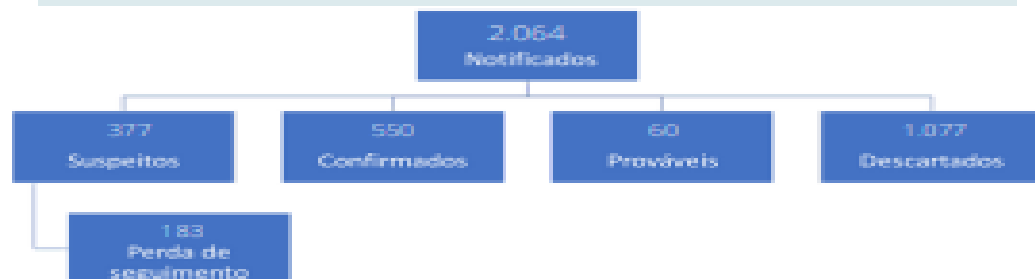 2.064
Notificados
377
Suspeitos
550
Confirmados
60
Prováveis
1.077
Descartados
183
Perda de
seguimento